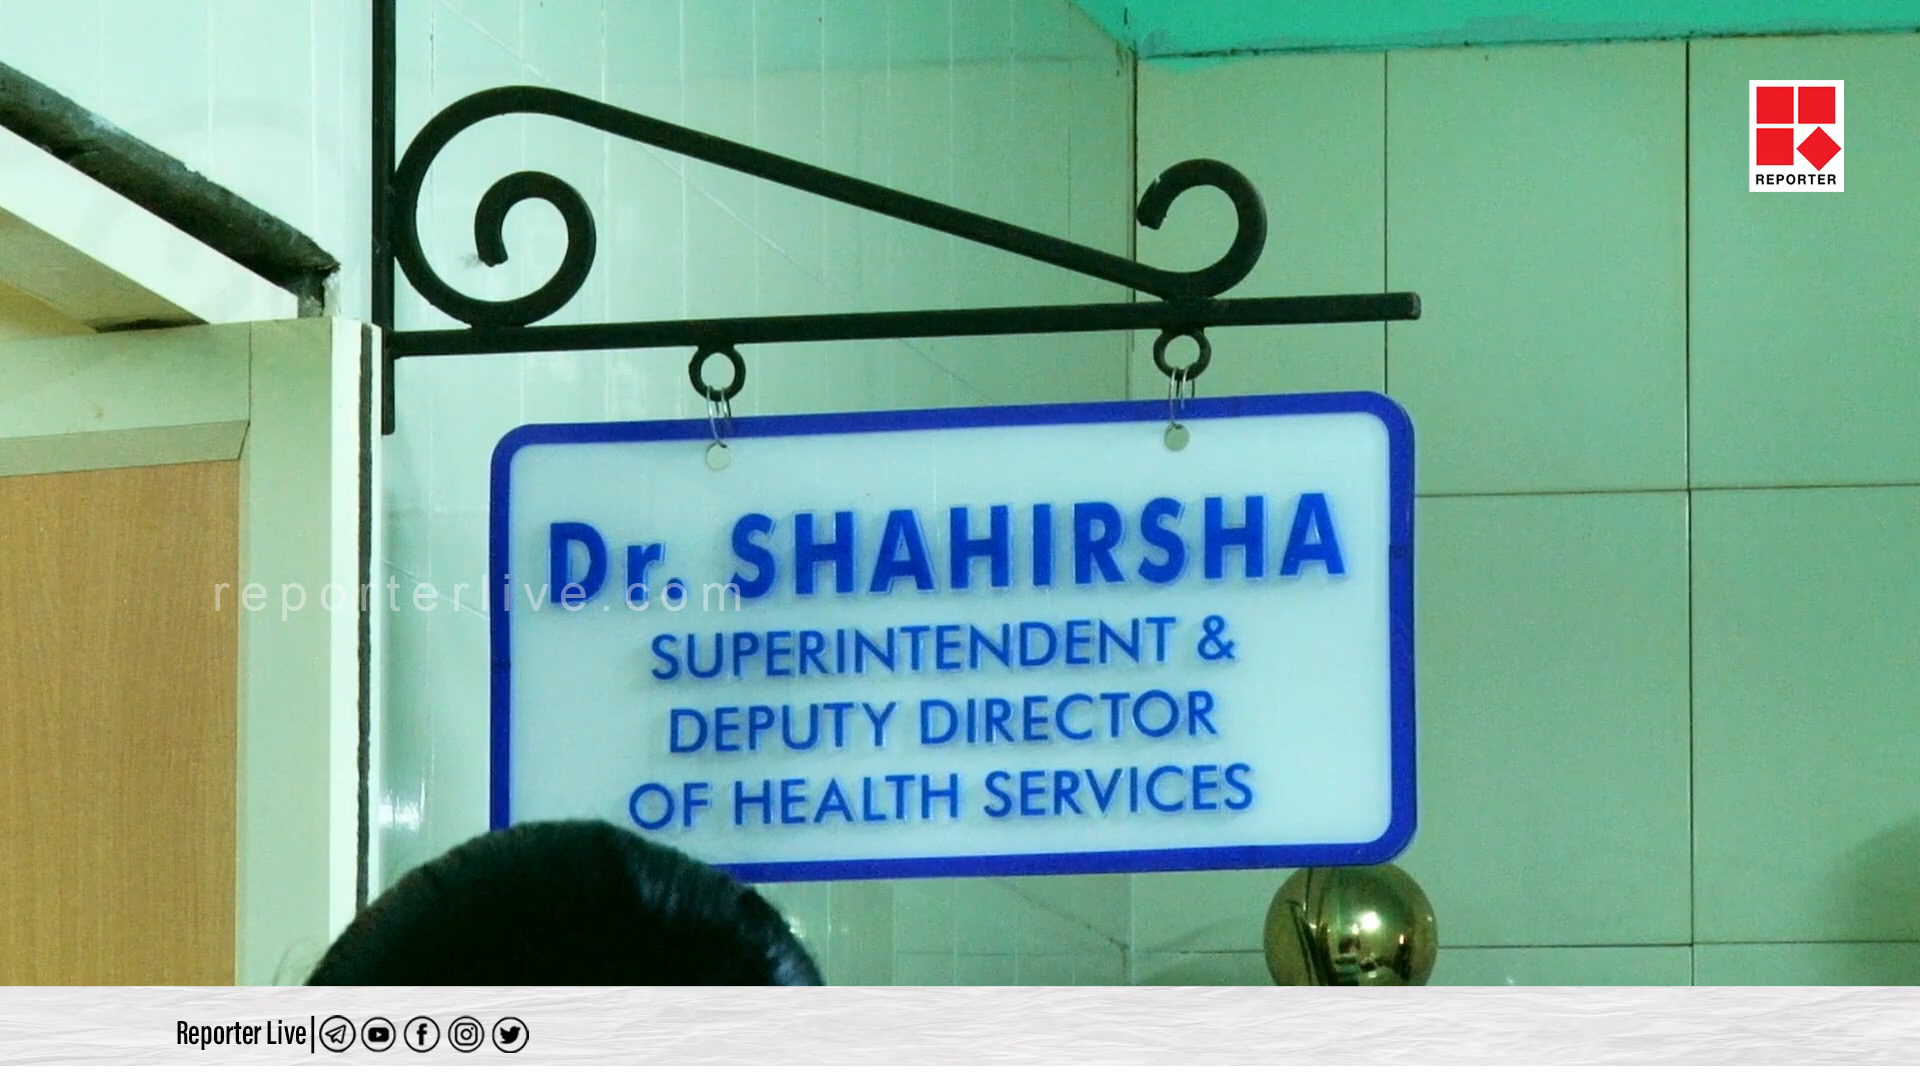 REPORTER
Dr. SHAHIRSHA
reporterlive.com
SUPERINTENDENT &
DEPUTY DIRECTOR
OF HEALTH SERVICES
Reporter Live